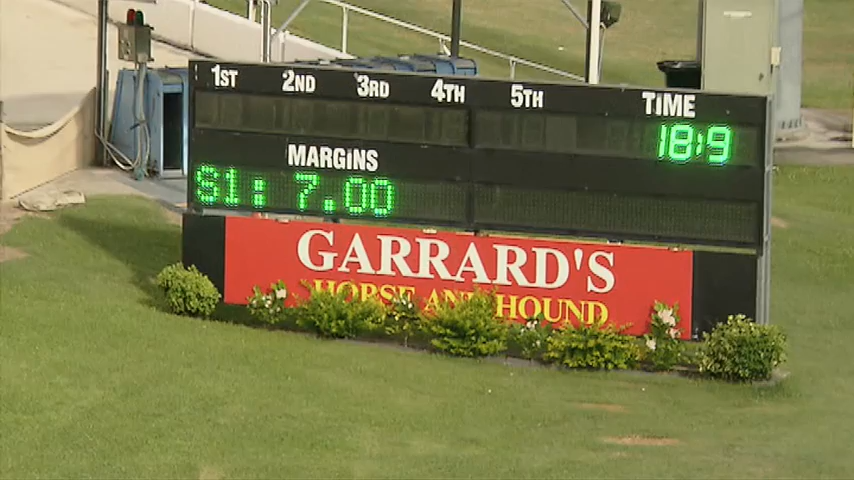 1ST 2ND 3RD 4TH 5TH TIME
18:9
MARGINS
S1: 7.00
GARRARD'S
HORSE AND HOUND